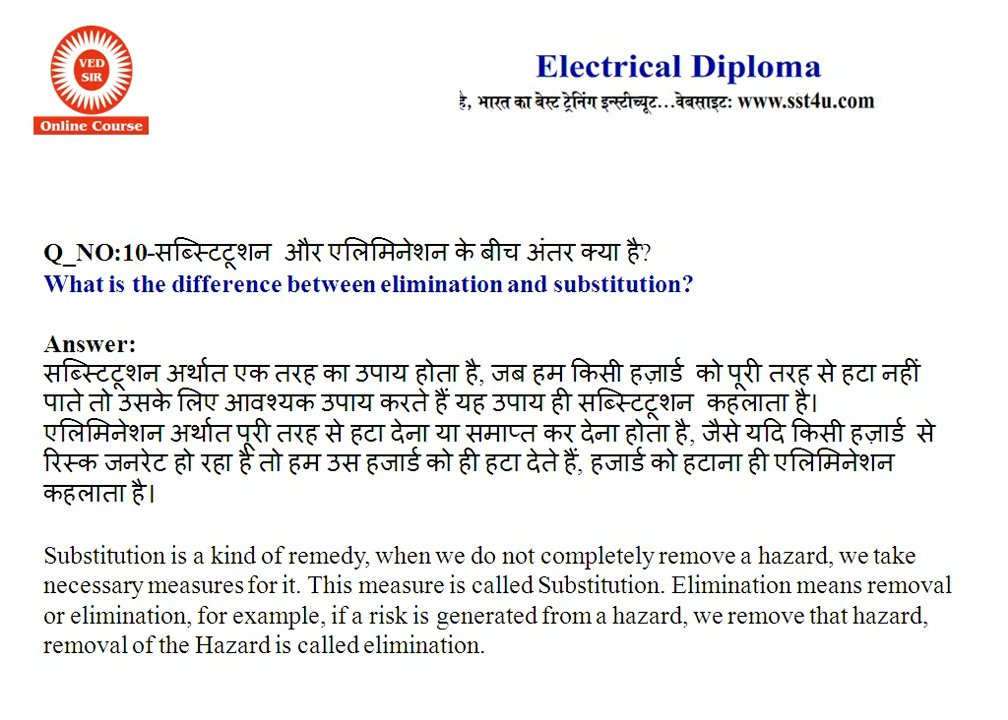 VED
SIR
Online Course
Electrical Diploma
है, भारत का बेस्ट ट्रेनिंग इन्स्टीच्यूट...वेबसाइट: www.sst4u.com
Q_NO:10-सब्स्टिटूशन और एलिमिनेशन के बीच अंतर क्या है?
What is the difference between elimination and substitution?
Answer:
सब्स्टिटूशन अर्थात एक तरह का उपाय होता है, जब हम किसी हज़ार्ड को पूरी तरह से हटा नहीं
पाते तो उसके लिए आवश्यक उपाय करते हैं यह उपाय ही सब्स्टिटूशन कहलाता है।
एलिमिनेशन अर्थात पूरी तरह से हटा देना या समाप्त कर देना होता है, जैसे यदि किसी हज़ार्ड से
रिस्क जनरेट हो रहा है तो हम उस हजार्ड को ही हटा देते हैं, हजार्ड को हटाना ही एलिमिनेशन
कहलाता है।
Substitution is a kind of remedy, when we do not completely remove a hazard, we take
necessary measures for it. This measure is called Substitution. Elimination means removal
or elimination, for example, if a risk is generated from a hazard, we remove that hazard,
removal of the Hazard is called elimination.